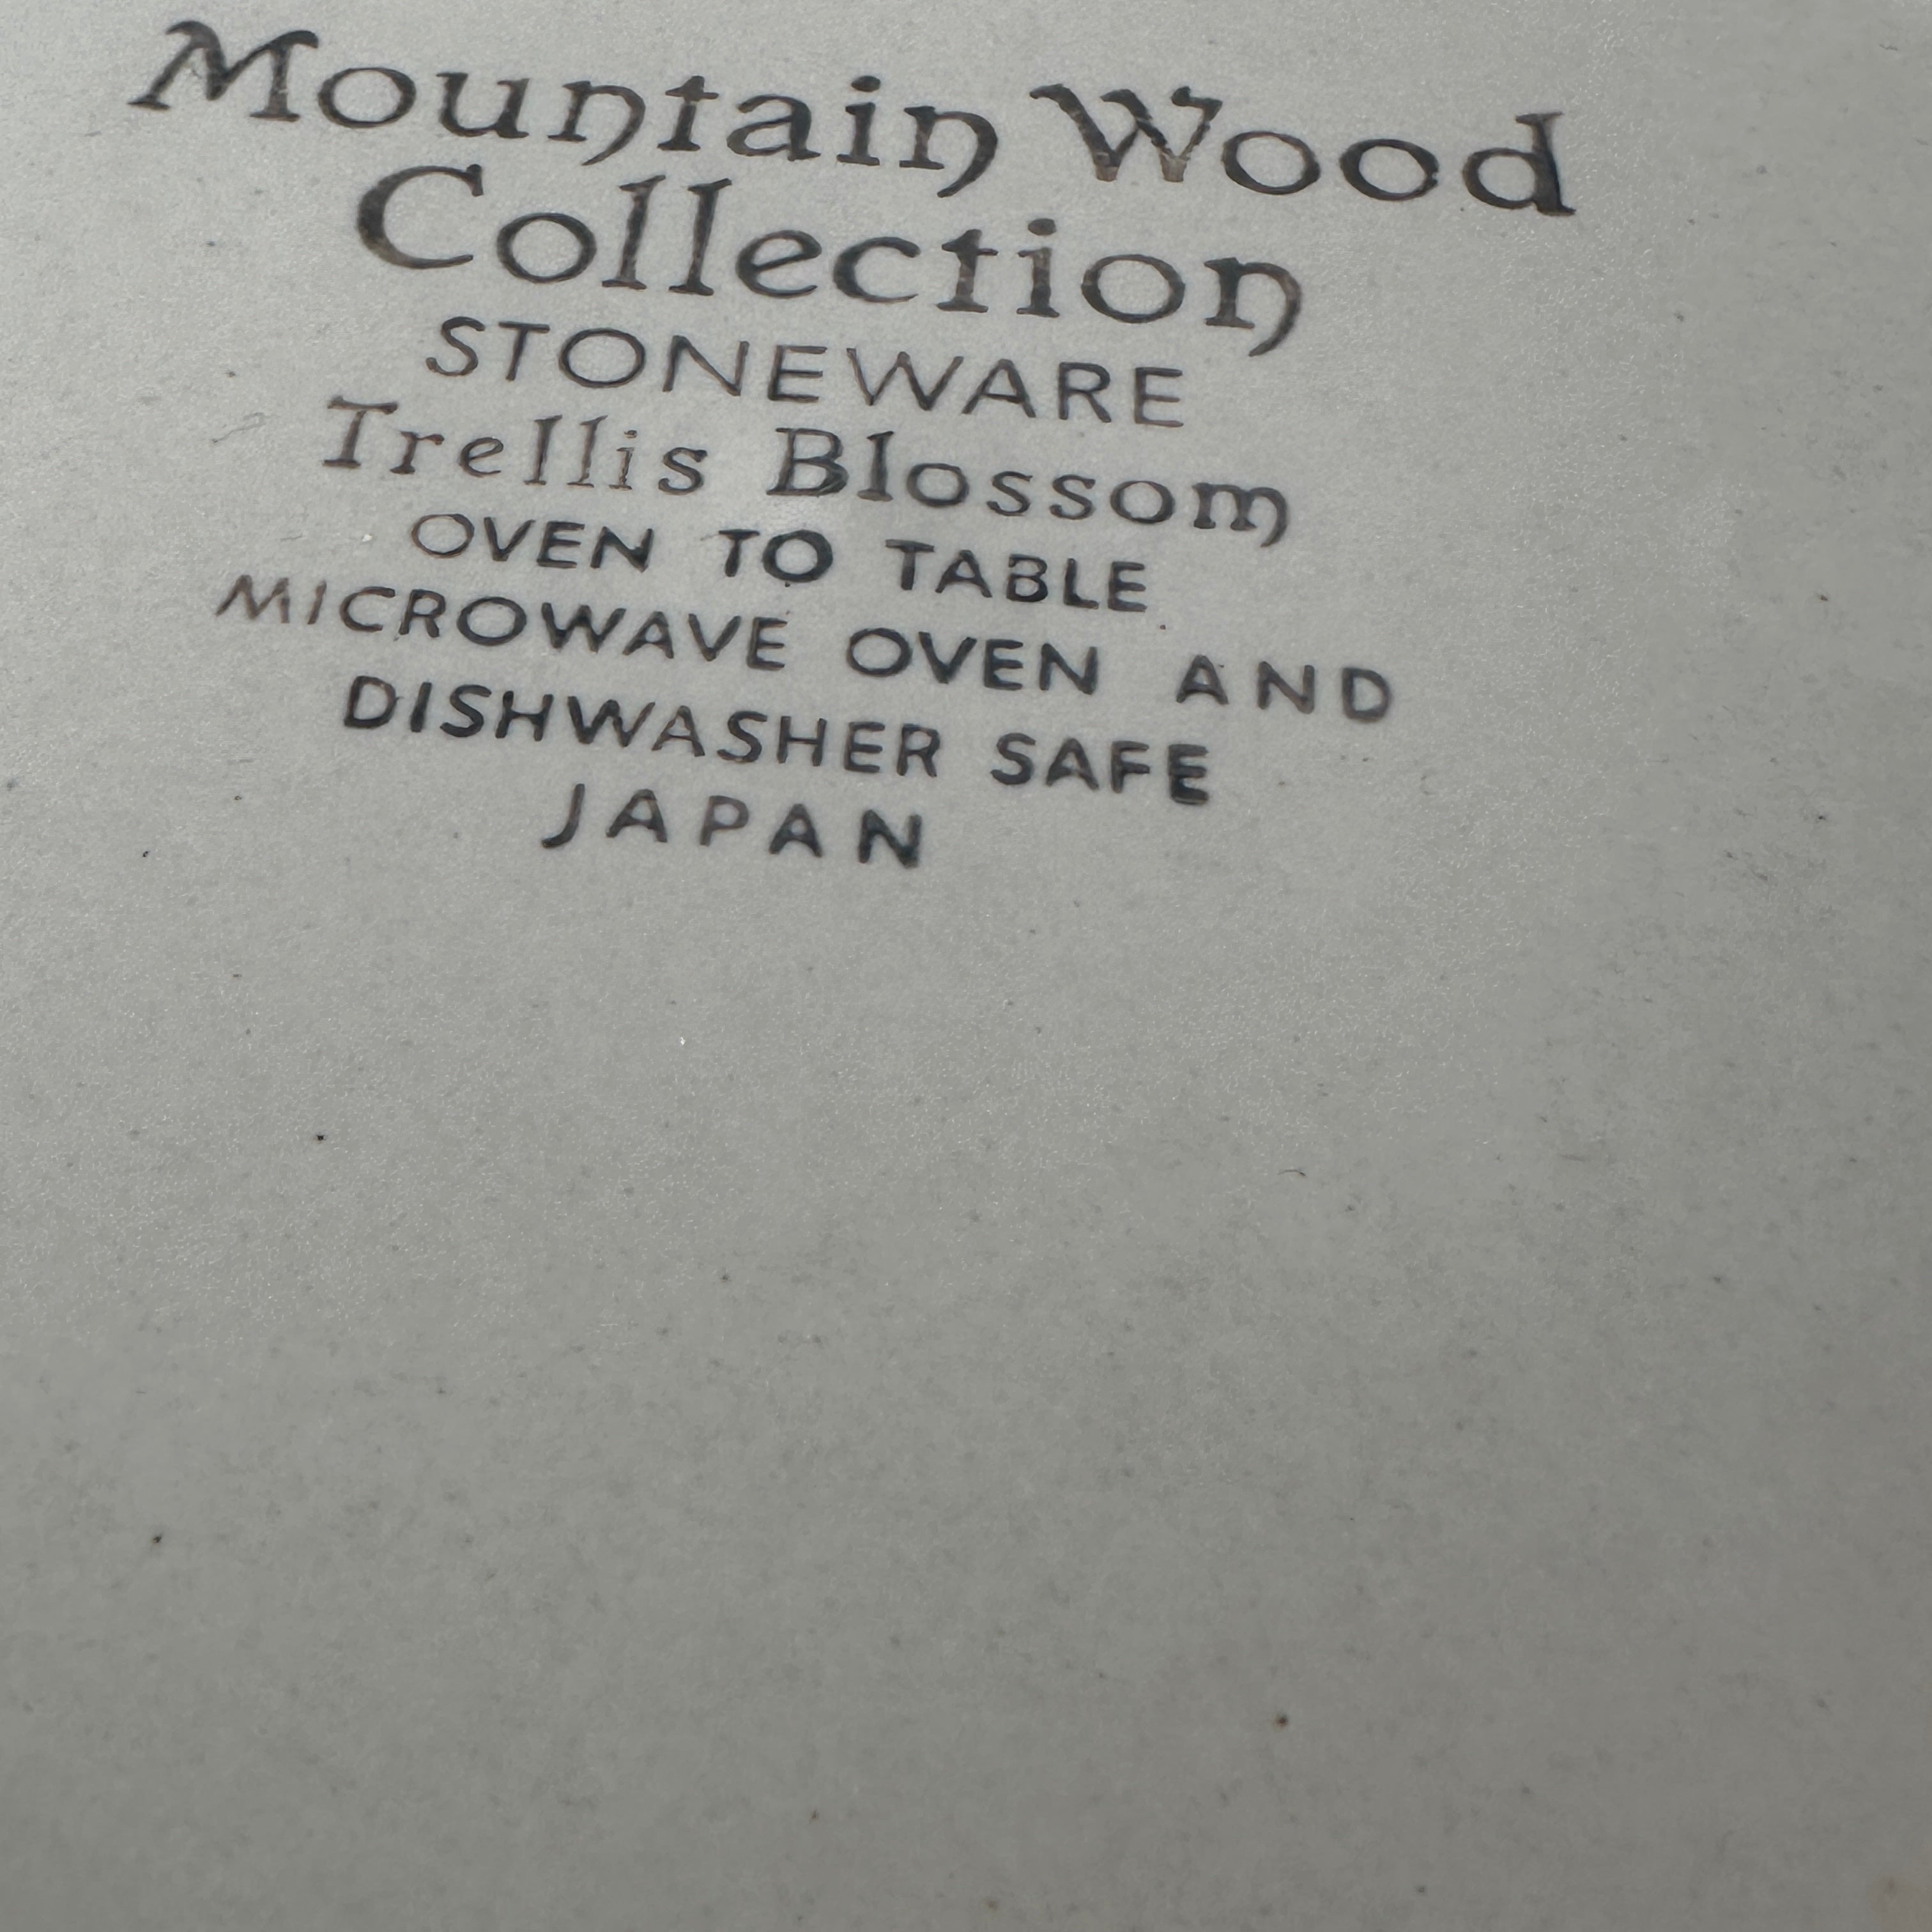 Mountain Wood
Collection
STONEWARE
Trellis Blossom
OVEN TO TABLE
MICROWAVE OVEN AND
DISHWASHER SAFE
JAPAN